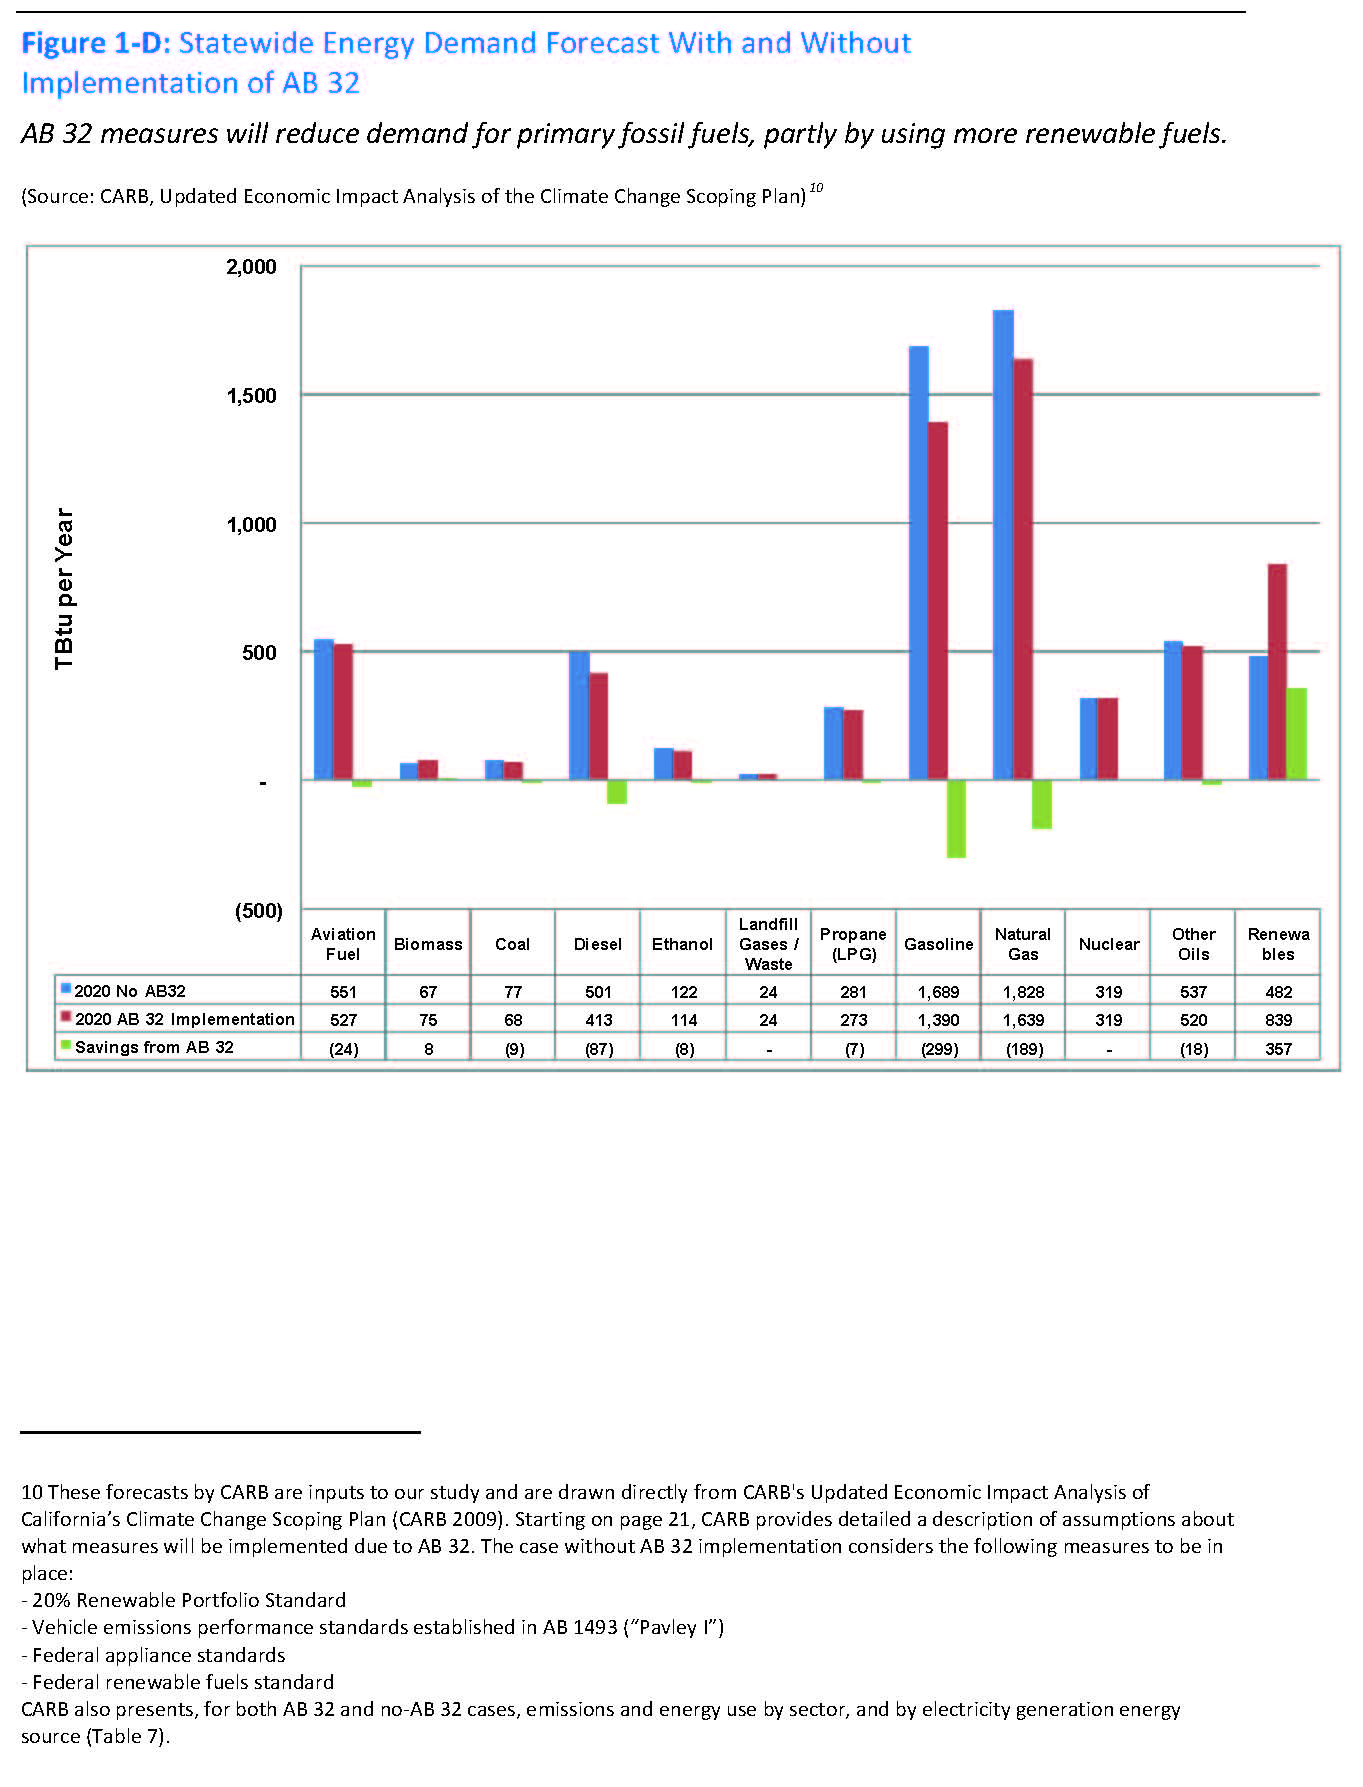 Figure 1-D: Statewide Energy Demand Forecast With and Without
Implementation of AB 32
AB 32 measures will reduce demand for primary fossil fuels, partly by using more renewable fuels.
(Source: CARB, Updated Economic Impact Analysis of the Climate Change Scoping Plan) 10
2,000
1,500
1,000
500
-
(500)
TBtu per Year
Aviation Fuel Biomass Coal Diesel Ethanol Landfill Gases / Waste Propane (LPG) Gasoline Natural Gas Nuclear Other Oils Renewa bles
2020 No AB32 551 67 77 501 122 24 281 1,689 1,828 319 537 482
2020 AB 32 Implementation 527 75 68 413 114 24 273 1,390 1,639 319 520 839
Savings from AB 32 (24) 8 (9) (87) (8) - (7) (299) (189) - (18) 357
10 These forecasts by CARB are inputs to our study and are drawn directly from CARB's Updated Economic Impact Analysis of
California’s Climate Change Scoping Plan (CARB 2009). Starting on page 21, CARB provides detailed a description of assumptions about
what measures will be implemented due to AB 32. The case without AB 32 implementation considers the following measures to be in
place:
- 20% Renewable Portfolio Standard
- Vehicle emissions performance standards established in AB 1493 (“Pavley I”)
- Federal appliance standards
- Federal renewable fuels standard
CARB also presents, for both AB 32 and no-AB 32 cases, emissions and energy use by sector, and by electricity generation energy
source (Table 7).